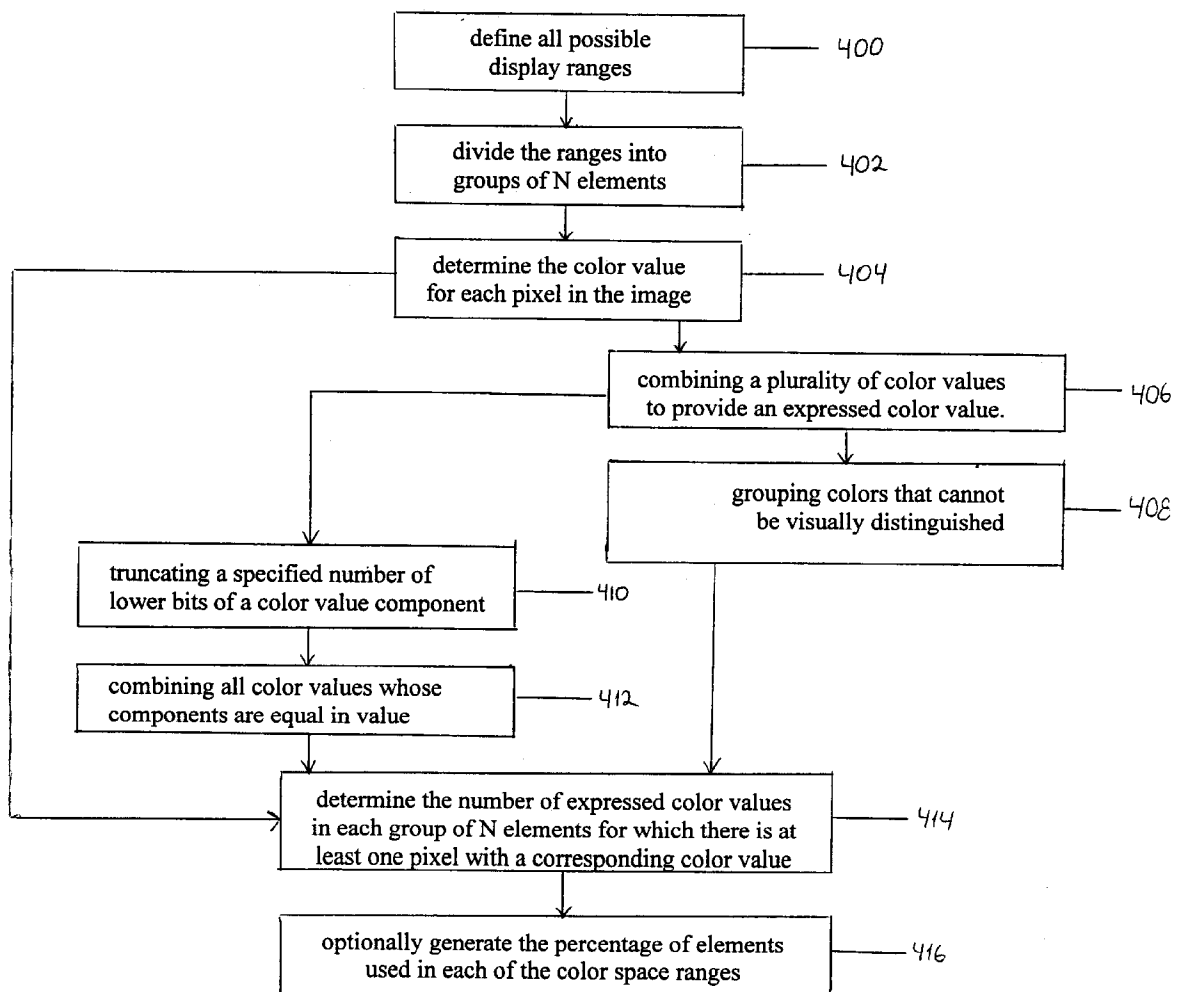 define all possible
display ranges
400
divide the ranges into
groups of N elements
402
determine the color value
for each pixel in the image
404
combining a plurality of color values
to provide an expressed color value.
406
grouping colors that cannot
be visually distinguished
408
truncating a specified number of
lower bits of a color value component
410
combining all color values whose
components are equal in value
412
determine the number of expressed color values
in each group of N elements for which there is at
least one pixel with a corresponding color value
414
optionally generate the percentage of elements
used in each of the color space ranges
416